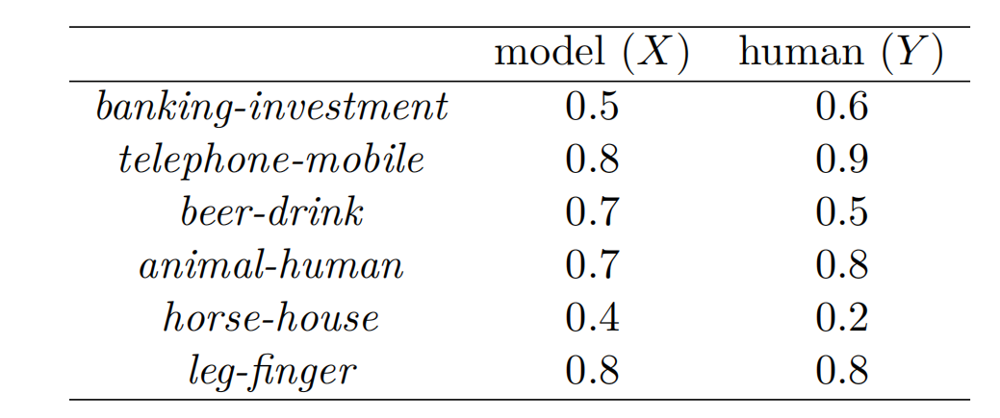 model (X) human (Y)
banking-investment 0.5 0.6
telephone-mobile 0.8 0.9
beer-drink 0.7 0.5
animal-human 0.7 0.8
horse-house 0.4 0.2
leg-finger 0.8 0.8